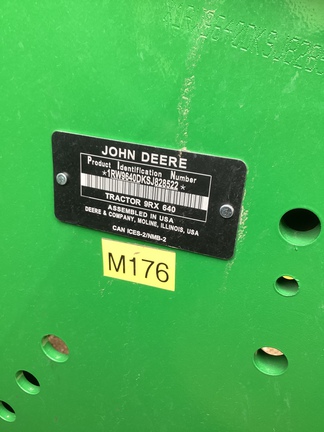 JOHN DEERE
Product Identification Number
*1RW9640DKSJ828522*
TRACTOR 9RX 640
ASSEMBLED IN USA
DEERE & COMPANY, MOLINE, ILLINOIS, USA
CAN ICES-2/NMB-2
M176